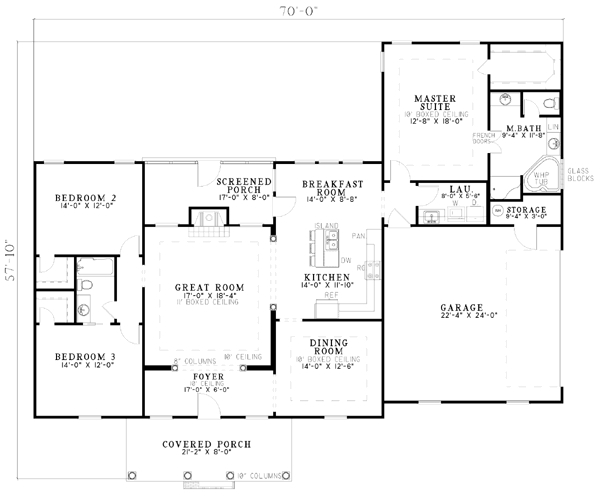 70'-0"
57'-10"
MASTER
SUITE
10' BOXED CEILING
12'-8" X 18'-0"
FRENCH
DOORS
M.BATH
9'-4" X 11'-8"
LIN
WHP
TUB
GLASS
BLOCKS
BEDROOM 2
14'-0" X 12'-0"
SCREENED
PORCH
17'-0" X 8'-0"
BREAKFAST
ROOM
14'-0" X 8'-8"
LAU.
8'-0" X 5'-4"
W D
STORAGE
9'-4" X 3'-0"
ISLAND
PAN
DW
KITCHEN
14'-0" X 11'-10"
REF
GREAT ROOM
17'-0" X 18'-4"
11' BOXED CEILING
GARAGE
22'-4" X 24'-0"
BEDROOM 3
14'-0" X 12'-0"
8" COLUMNS
10' CEILING
DINING
ROOM
10' BOXED CEILING
14'-0" X 12'-6"
FOYER
10' CEILING
17'-0" X 6'-0"
COVERED PORCH
21'-2" X 8'-0"
10" COLUMNS